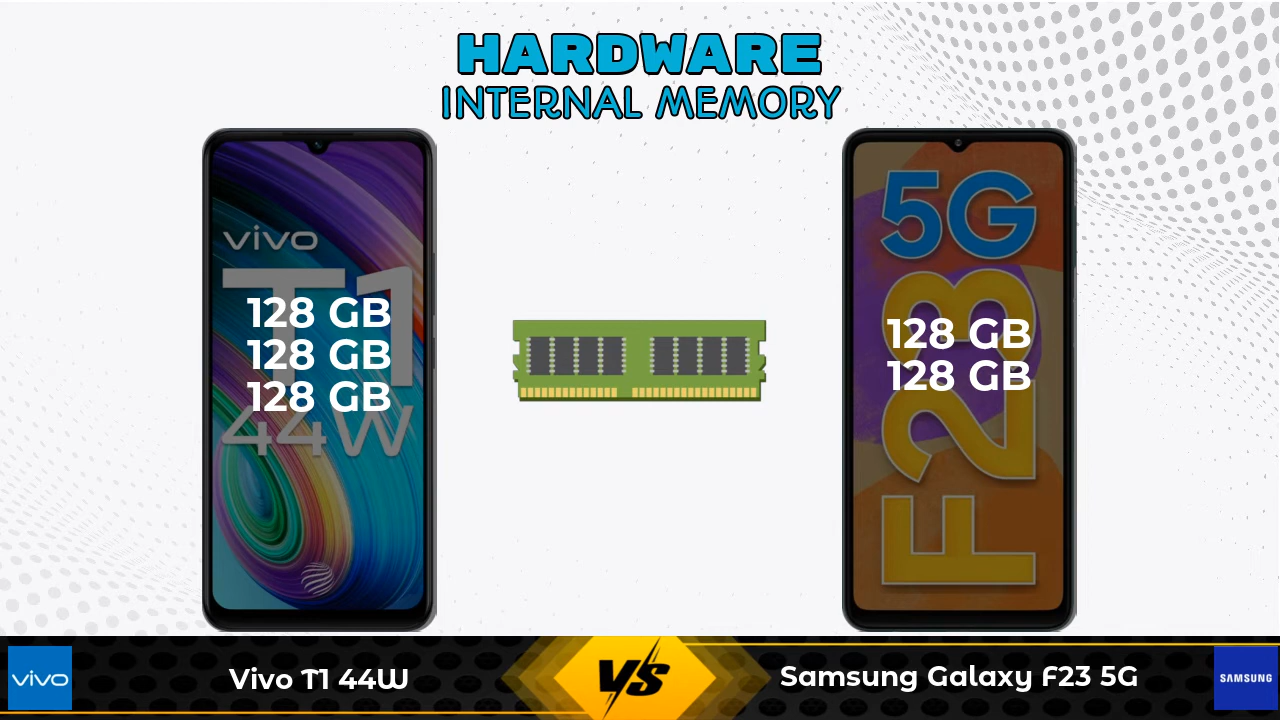 HARDWARE
INTERNAL MEMORY
vivo
T1
44W
128 GB
128 GB
128 GB
5G
F23
128 GB
128 GB
vivo
Vivo T1 44W
VS
Samsung Galaxy F23 5G
SAMSUNG